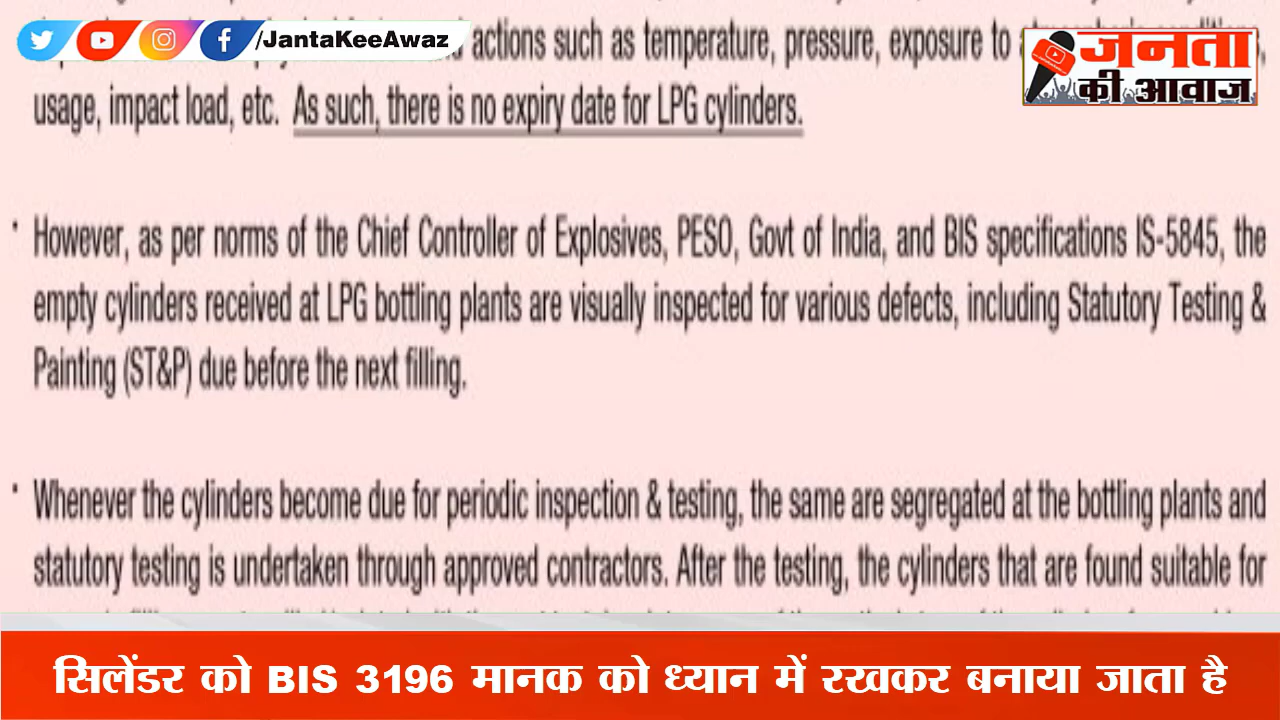 /JantaKeeAwaz
जनता
की आवाज
actions such as temperature, pressure, exposure to
usage, impact load, etc. As such, there is no expiry date for LPG cylinders.
· However, as per norms of the Chief Controller of Explosives, PESO, Govt of India, and BIS specifications IS-5845, the
empty cylinders received at LPG bottling plants are visually inspected for various defects, including Statutory Testing &
Painting (ST&P) due before the next filling.
· Whenever the cylinders become due for periodic inspection & testing, the same are segregated at the bottling plants and
statutory testing is undertaken through approved contractors. After the testing, the cylinders that are found suitable for
सिलेंडर को BIS 3196 मानक को ध्यान में रखकर बनाया जाता है